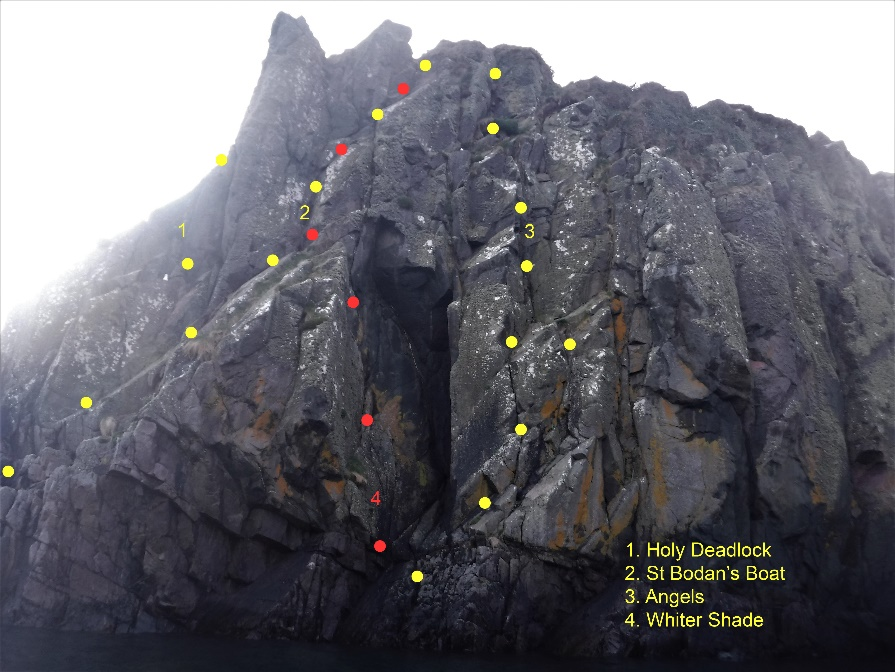 1
2
3
4
1. Holy Deadlock
2. St Bodan's Boat
3. Angels
4. Whiter Shade